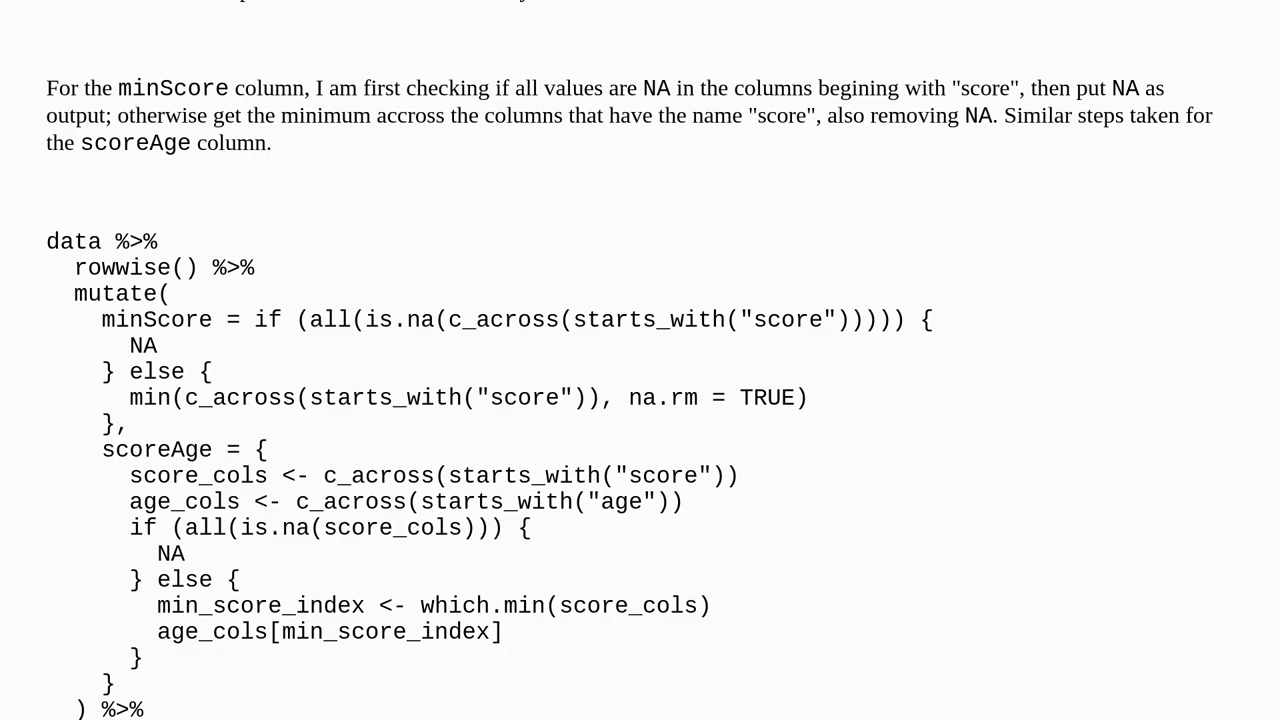 For the minScore column, I am first checking if all values are NA in the columns begining with "score", then put NA as
output; otherwise get the minimum accross the columns that have the name "score", also removing NA. Similar steps taken for
the scoreAge column.
data %>%
  rowwise() %>%
  mutate(
    minScore = if (all(is.na(c_across(starts_with("score"))))) {
      NA
    } else {
      min(c_across(starts_with("score")), na.rm = TRUE)
    },
    scoreAge = {
      score_cols <- c_across(starts_with("score"))
      age_cols <- c_across(starts_with("age"))
      if (all(is.na(score_cols))) {
        NA
      } else {
        min_score_index <- which.min(score_cols)
        age_cols[min_score_index]
      }
    }
  ) %>%